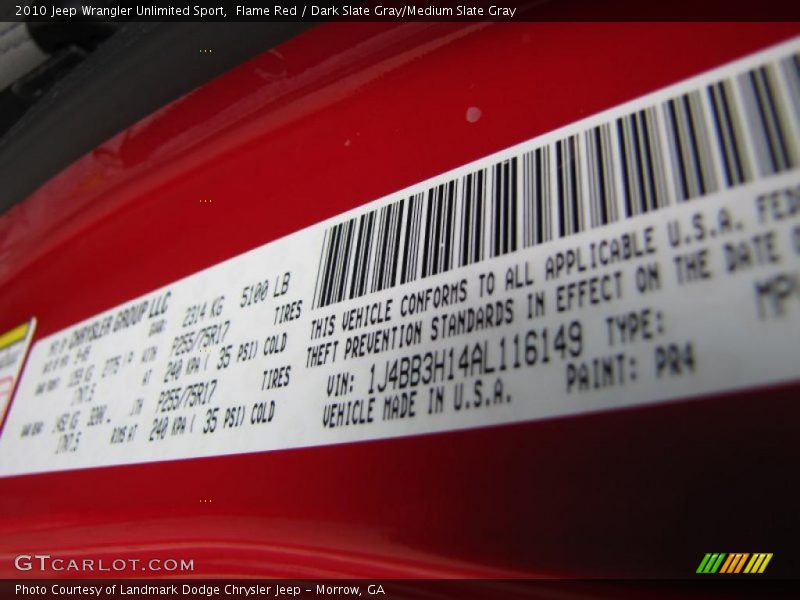 2010 Jeep Wrangler Unlimited Sport,  Flame Red / Dark Slate Gray/Medium Slate Gray
CHRYSLER GROUP LLC
2314 KG 5100 LB
TIRES
P255/75R17
AT 240 KPA ( 35 PSI) COLD
TIRES
P255/75R17
RIMS AT 240 KPA ( 35 PSI) COLD
THIS VEHICLE CONFORMS TO ALL APPLICABLE U.S.A.
THEFT PREVENTION STANDARDS IN EFFECT ON THE DATE
VIN: 1J4BB3H14AL116149 TYPE:
VEHICLE MADE IN U.S.A. PAINT: PR4
GTCARLOT.COM
Photo Courtesy of Landmark Dodge Chrysler Jeep - Morrow, GA